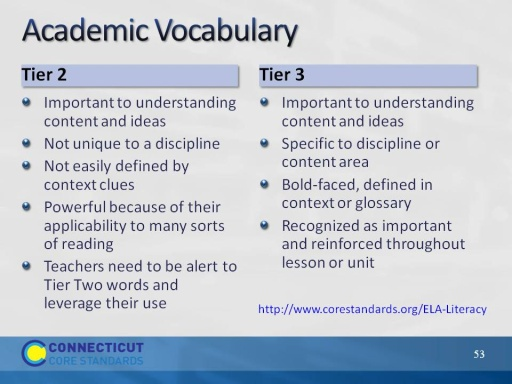 Academic Vocabulary
Tier 2
Important to understanding
content and ideas
Not unique to a discipline
Not easily defined by
context clues
Powerful because of their
applicability to many sorts
of reading
Teachers need to be alert to
Tier Two words and
leverage their use
Tier 3
Important to understanding
content and ideas
Specific to discipline or
content area
Bold-faced, defined in
context or glossary
Recognized as important
and reinforced throughout
lesson or unit
http://www.corestandards.org/ELA-Literacy
CONNECTICUT
CORE STANDARDS
53